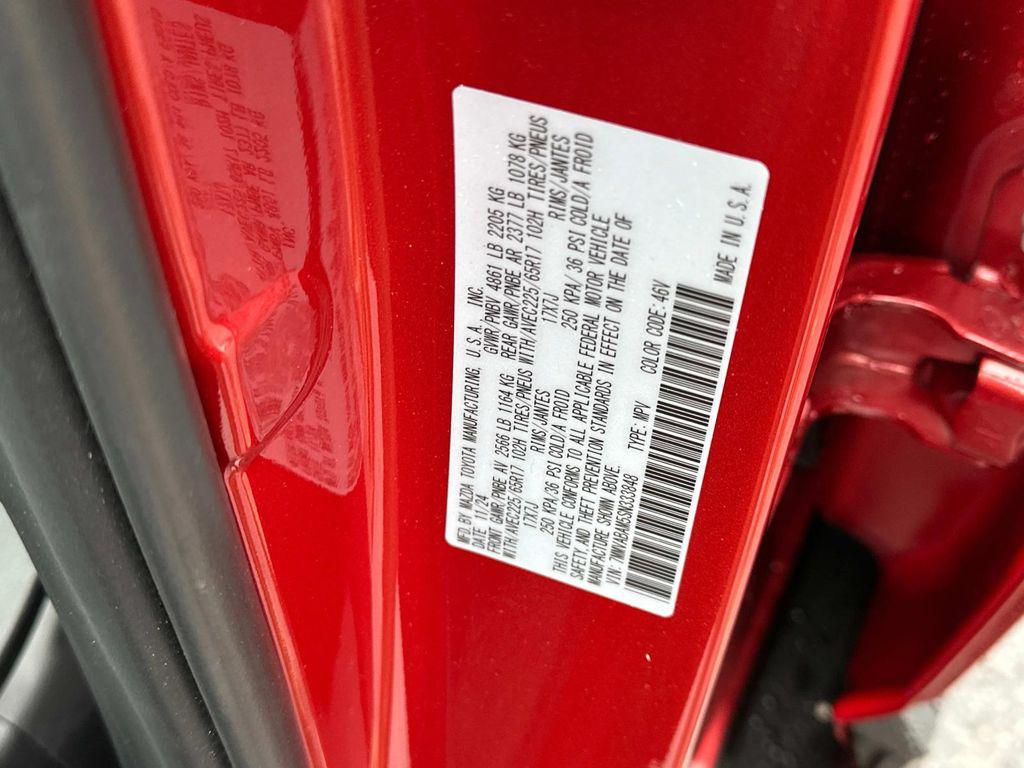 MFD. BY MAZDA TOYOTA MANUFACTURING, U.S.A., INC.
DATE 11/24 GVWR/PNBV 4861 LB 2205 KG
FRONT GAWR/PNBE AV 2566 LB 1164 KG REAR GAWR/PNBE AR 2377 LB 1078 KG
WITH/AVEC225/65R17 102H TIRES/PNEUS WITH/AVEC225/65R17 102H TIRES/PNEUS
17X7J RIMS/JANTES 17X7J RIMS/JANTES
250 KPA/36 PSI COLD/A FROID 250 KPA/36 PSI COLD/A FROID
THIS VEHICLE CONFORMS TO ALL APPLICABLE FEDERAL MOTOR VEHICLE
SAFETY, AND THEFT PREVENTION STANDARDS IN EFFECT ON THE DATE OF
MANUFACTURE SHOWN ABOVE.
VIN: 7MMVABAM5SN333848 TYPE: MPV COLOR CODE: 46V
MADE IN U.S.A.